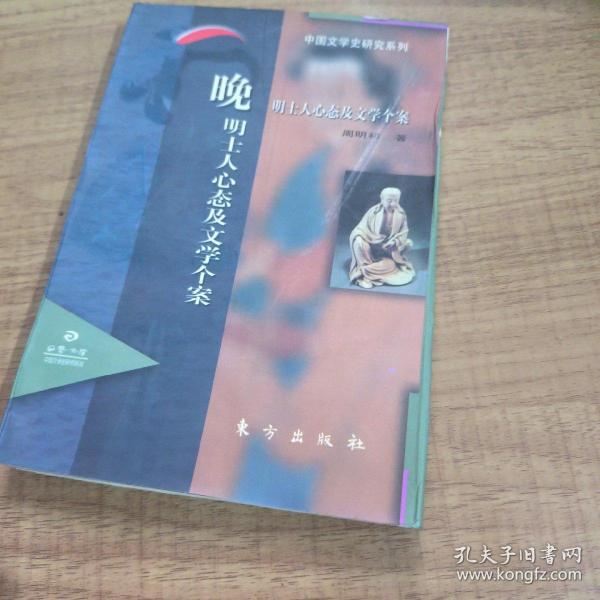 中国文学史研究系列
晚
明士人心态及文学个案
明士人心态及文学个案
周明初 著
东方出版社
孔夫子旧书网
www.kongfz.com